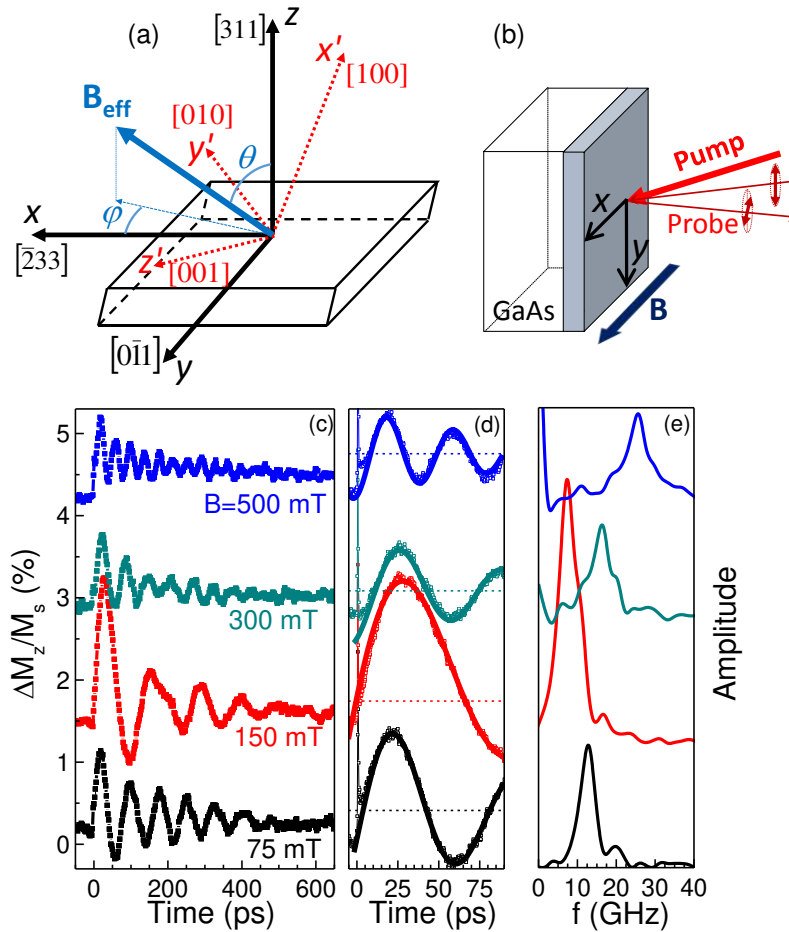 (a)
z
[311]
x'
[100]
B_eff
[010]
y'
θ
x
φ
[2̄33]
z'
[001]
[01̄1]
y
(b)
Pump
Probe
x
y
GaAs
B
(c)
(d)
(e)
5
4
3
2
1
0
ΔM_z/M_s (%)
B=500 mT
300 mT
150 mT
75 mT
Amplitude
0 200 400 600
0 25 50 75
0 10 20 30 40
Time (ps)
Time (ps)
f (GHz)